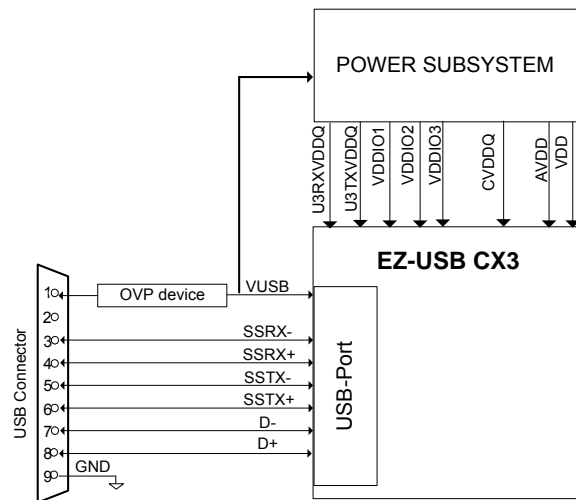 POWER SUBSYSTEM
U3RXVDDQ
U3TXVDDQ
VDDIO1
VDDIO2
VDDIO3
CVDDQ
AVDD
VDD
EZ-USB CX3
USB-Port
USB Connector
1
OVP device
VUSB
2
3
SSRX-
4
SSRX+
5
SSTX-
6
SSTX+
7
D-
8
D+
9
GND